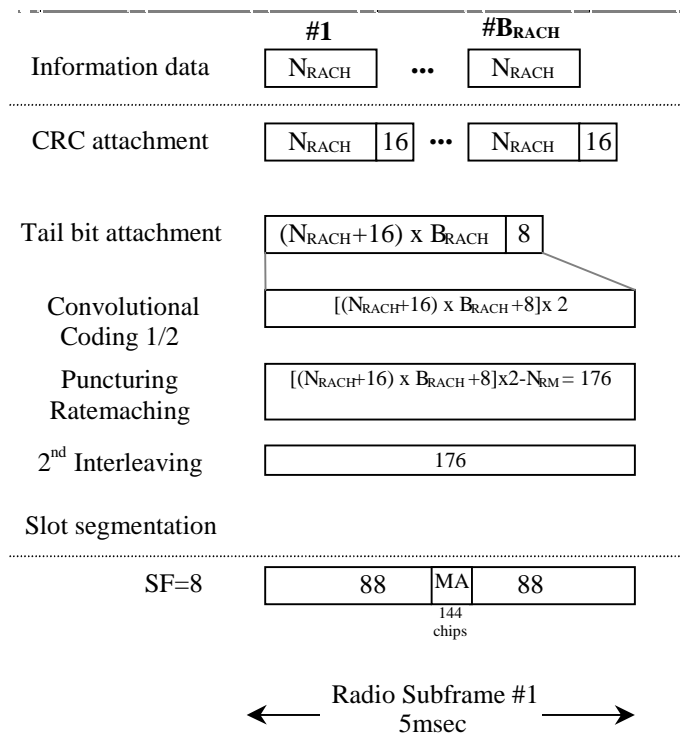 #1 #BRACH
Information data NRACH ... NRACH
CRC attachment NRACH 16 ... NRACH 16
Tail bit attachment (NRACH+16) x BRACH 8
Convolutional
Coding 1/2
[(NRACH+16) x BRACH+8]x 2
Puncturing
Ratemaching
[(NRACH+16) x BRACH+8]x2-NRM = 176
2nd Interleaving 176
Slot segmentation
SF=8 88 MA 88
144
chips
Radio Subframe #1
5msec